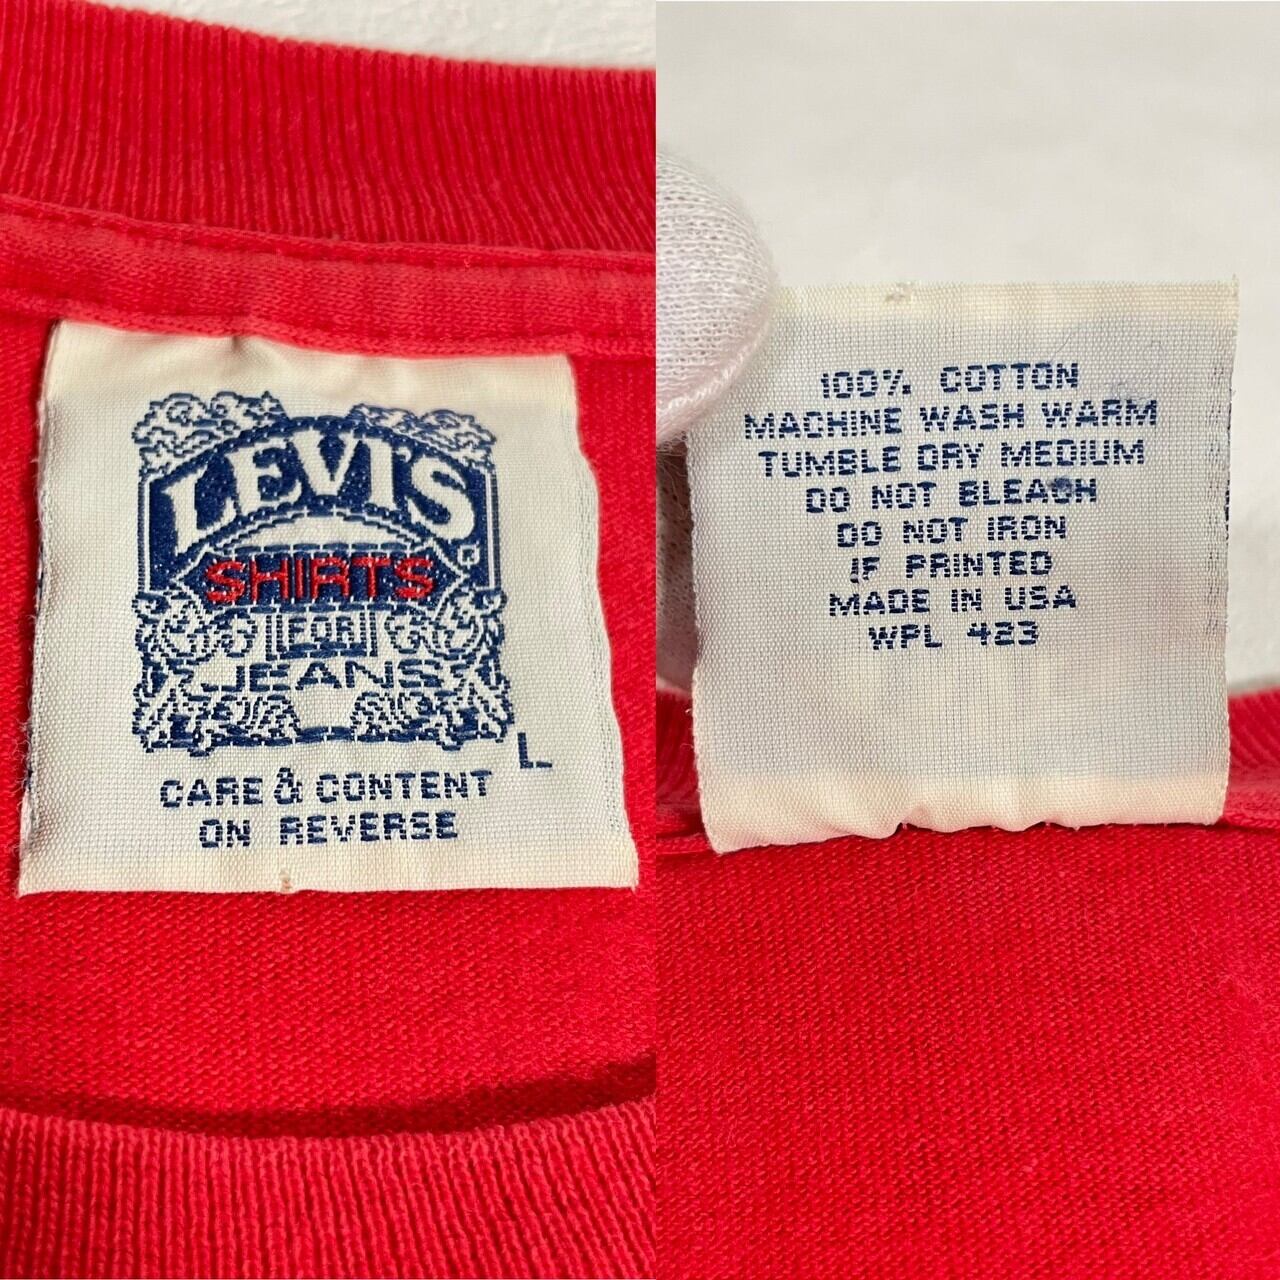 LEVI'S®
SHIRTS
FOR
JEANS
L
CARE & CONTENT
ON REVERSE
100% COTTON
MACHINE WASH WARM
TUMBLE DRY MEDIUM
DO NOT BLEACH
DO NOT IRON
IF PRINTED
MADE IN USA
WPL 423